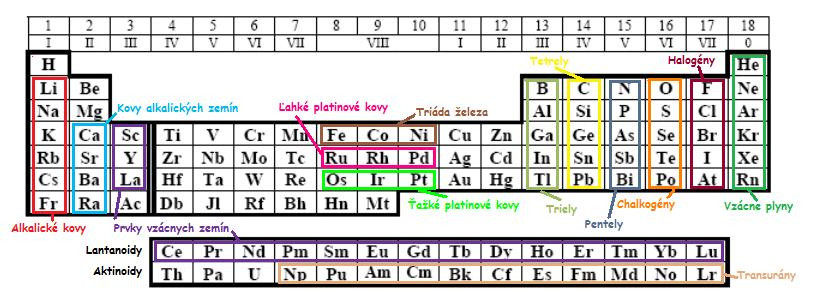 1 2 3 4 5 6 7 8 9 10 11 12 13 14 15 16 17 18
I II III IV V VI VII VIII I II III IV V VI VII 0
H He
Tetrely Halogény
Li Be B C N O F Ne
Kovy alkalických zemín Ľahké platinové kovy Triáda železa
Na Mg Al Si P S Cl Ar
K Ca Sc Ti V Cr Mn Fe Co Ni Cu Zn Ga Ge As Se Br Kr
Rb Sr Y Zr Nb Mo Tc Ru Rh Pd Ag Cd In Sn Sb Te I Xe
Cs Ba La Hf Ta W Re Os Ir Pt Au Hg Tl Pb Bi Po At Rn
Fr Ra Ac Db Jl Rf Bh Hn Mt
Ťažké platinové kovy Triely Chalkogény Vzácne plyny
Alkalické kovy Prvky vzácnych zemín Pentely
Lantanoidy Ce Pr Nd Pm Sm Eu Gd Tb Dy Ho Er Tm Yb Lu
Aktinoidy Th Pa U Np Pu Am Cm Bk Cf Es Fm Md No Lr Transurány